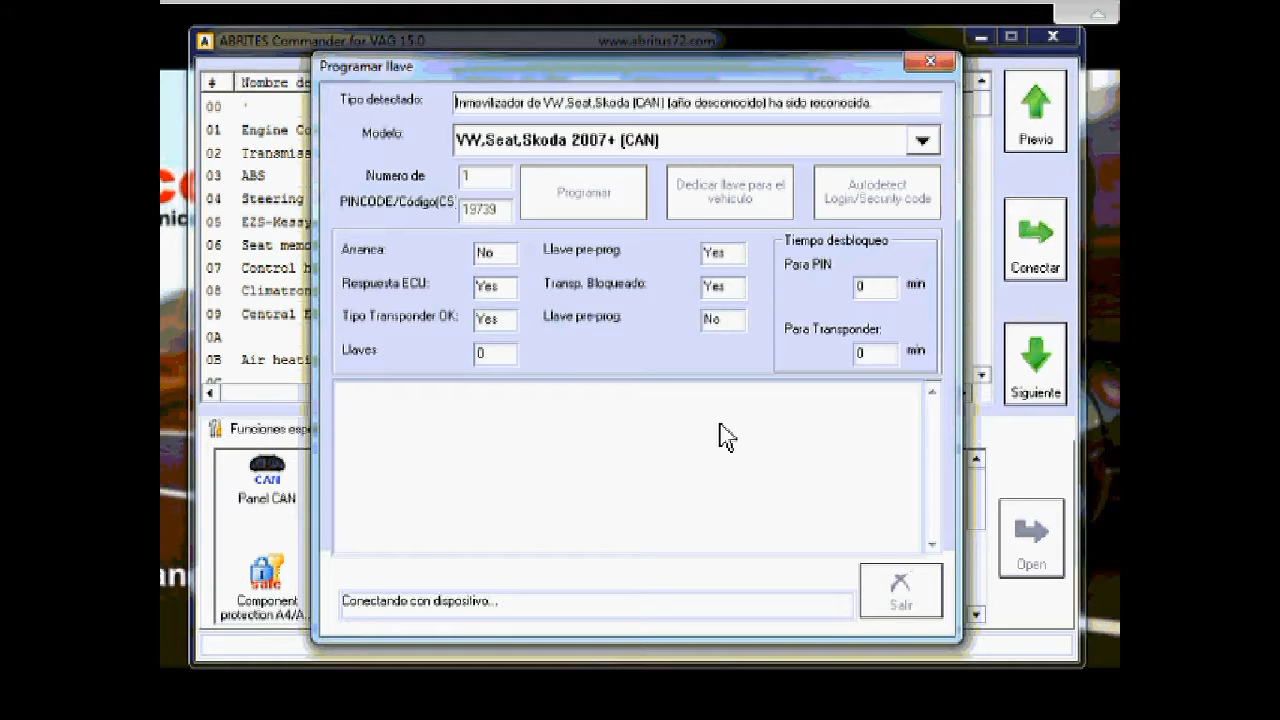 ABRITES Commander for VAG 15.0
www.abritus72.com
# Nombre de
00
01 Engine Co
02 Transmiss
03 ABS
04 Steering
05 EZS-Kessy
06 Seat memo
07 Control h
08 Climatron
09 Central E
0A
0B Air heati
0C
Funciones espe
CAN
Panel CAN
safe
Component
protection A4/A...
Previo
Conectar
Siguiente
Open
Programar llave
Tipo detectado:
Inmovilizador de VW,Seat,Skoda (CAN) (año desconocido) ha sido reconocida.
Modelo:
VW,Seat,Skoda 2007+ (CAN)
Numero de
1
PINCODE/Código(CS
19739
Programar
Dedicar llave para el
vehículo
Autodetect
Login/Security code
Arranca: No
Llave pre-prog: Yes
Respuesta ECU: Yes
Transp. Bloqueado: Yes
Tipo Transponder OK: Yes
Llave pre-prog: No
Llaves 0
Tiempo desbloqueo
Para PIN
0 min
Para Transponder:
0 min
Conectando con dispositivo...
Salir